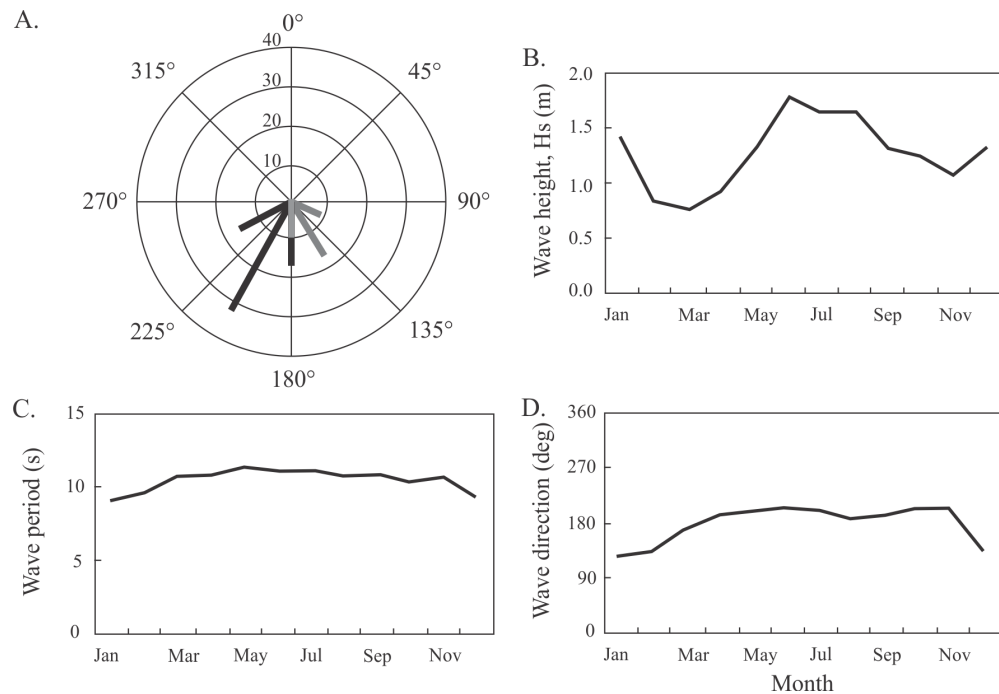 A.
0°
40
30
20
10
45°
90°
135°
180°
225°
270°
315°
B.
Wave height, Hs (m)
2.0
1.5
1.0
0.5
0.0
Jan Mar May Jul Sep Nov
C.
Wave period (s)
15
10
5
0
Jan Mar May Jul Sep Nov
D.
Wave direction (deg)
360
270
180
90
0
Jan Mar May Jul Sep Nov
Month